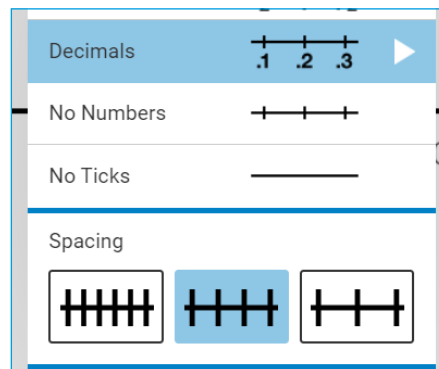 Decimals
.1 .2 .3
No Numbers
No Ticks
Spacing